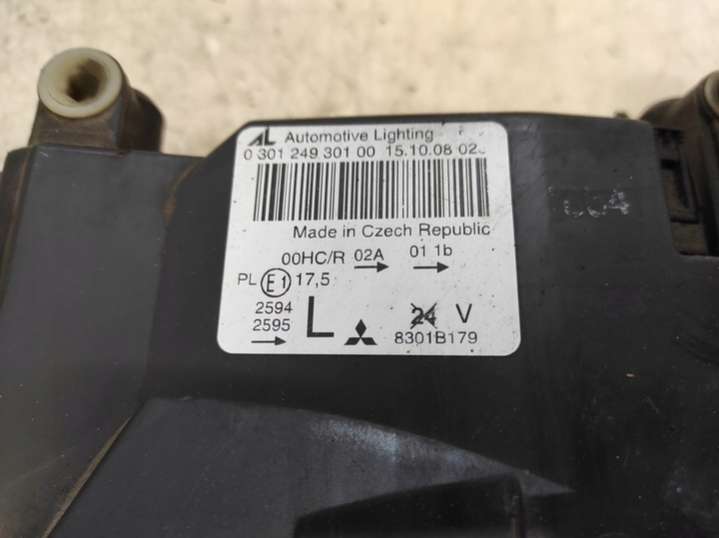 AL Automotive Lighting
0 301 249 301 00 15.10.08 02
Made in Czech Republic
00HC/R 02A 01 1b
PL E1 17,5
2594
2595 L 24 V
8301B179
004